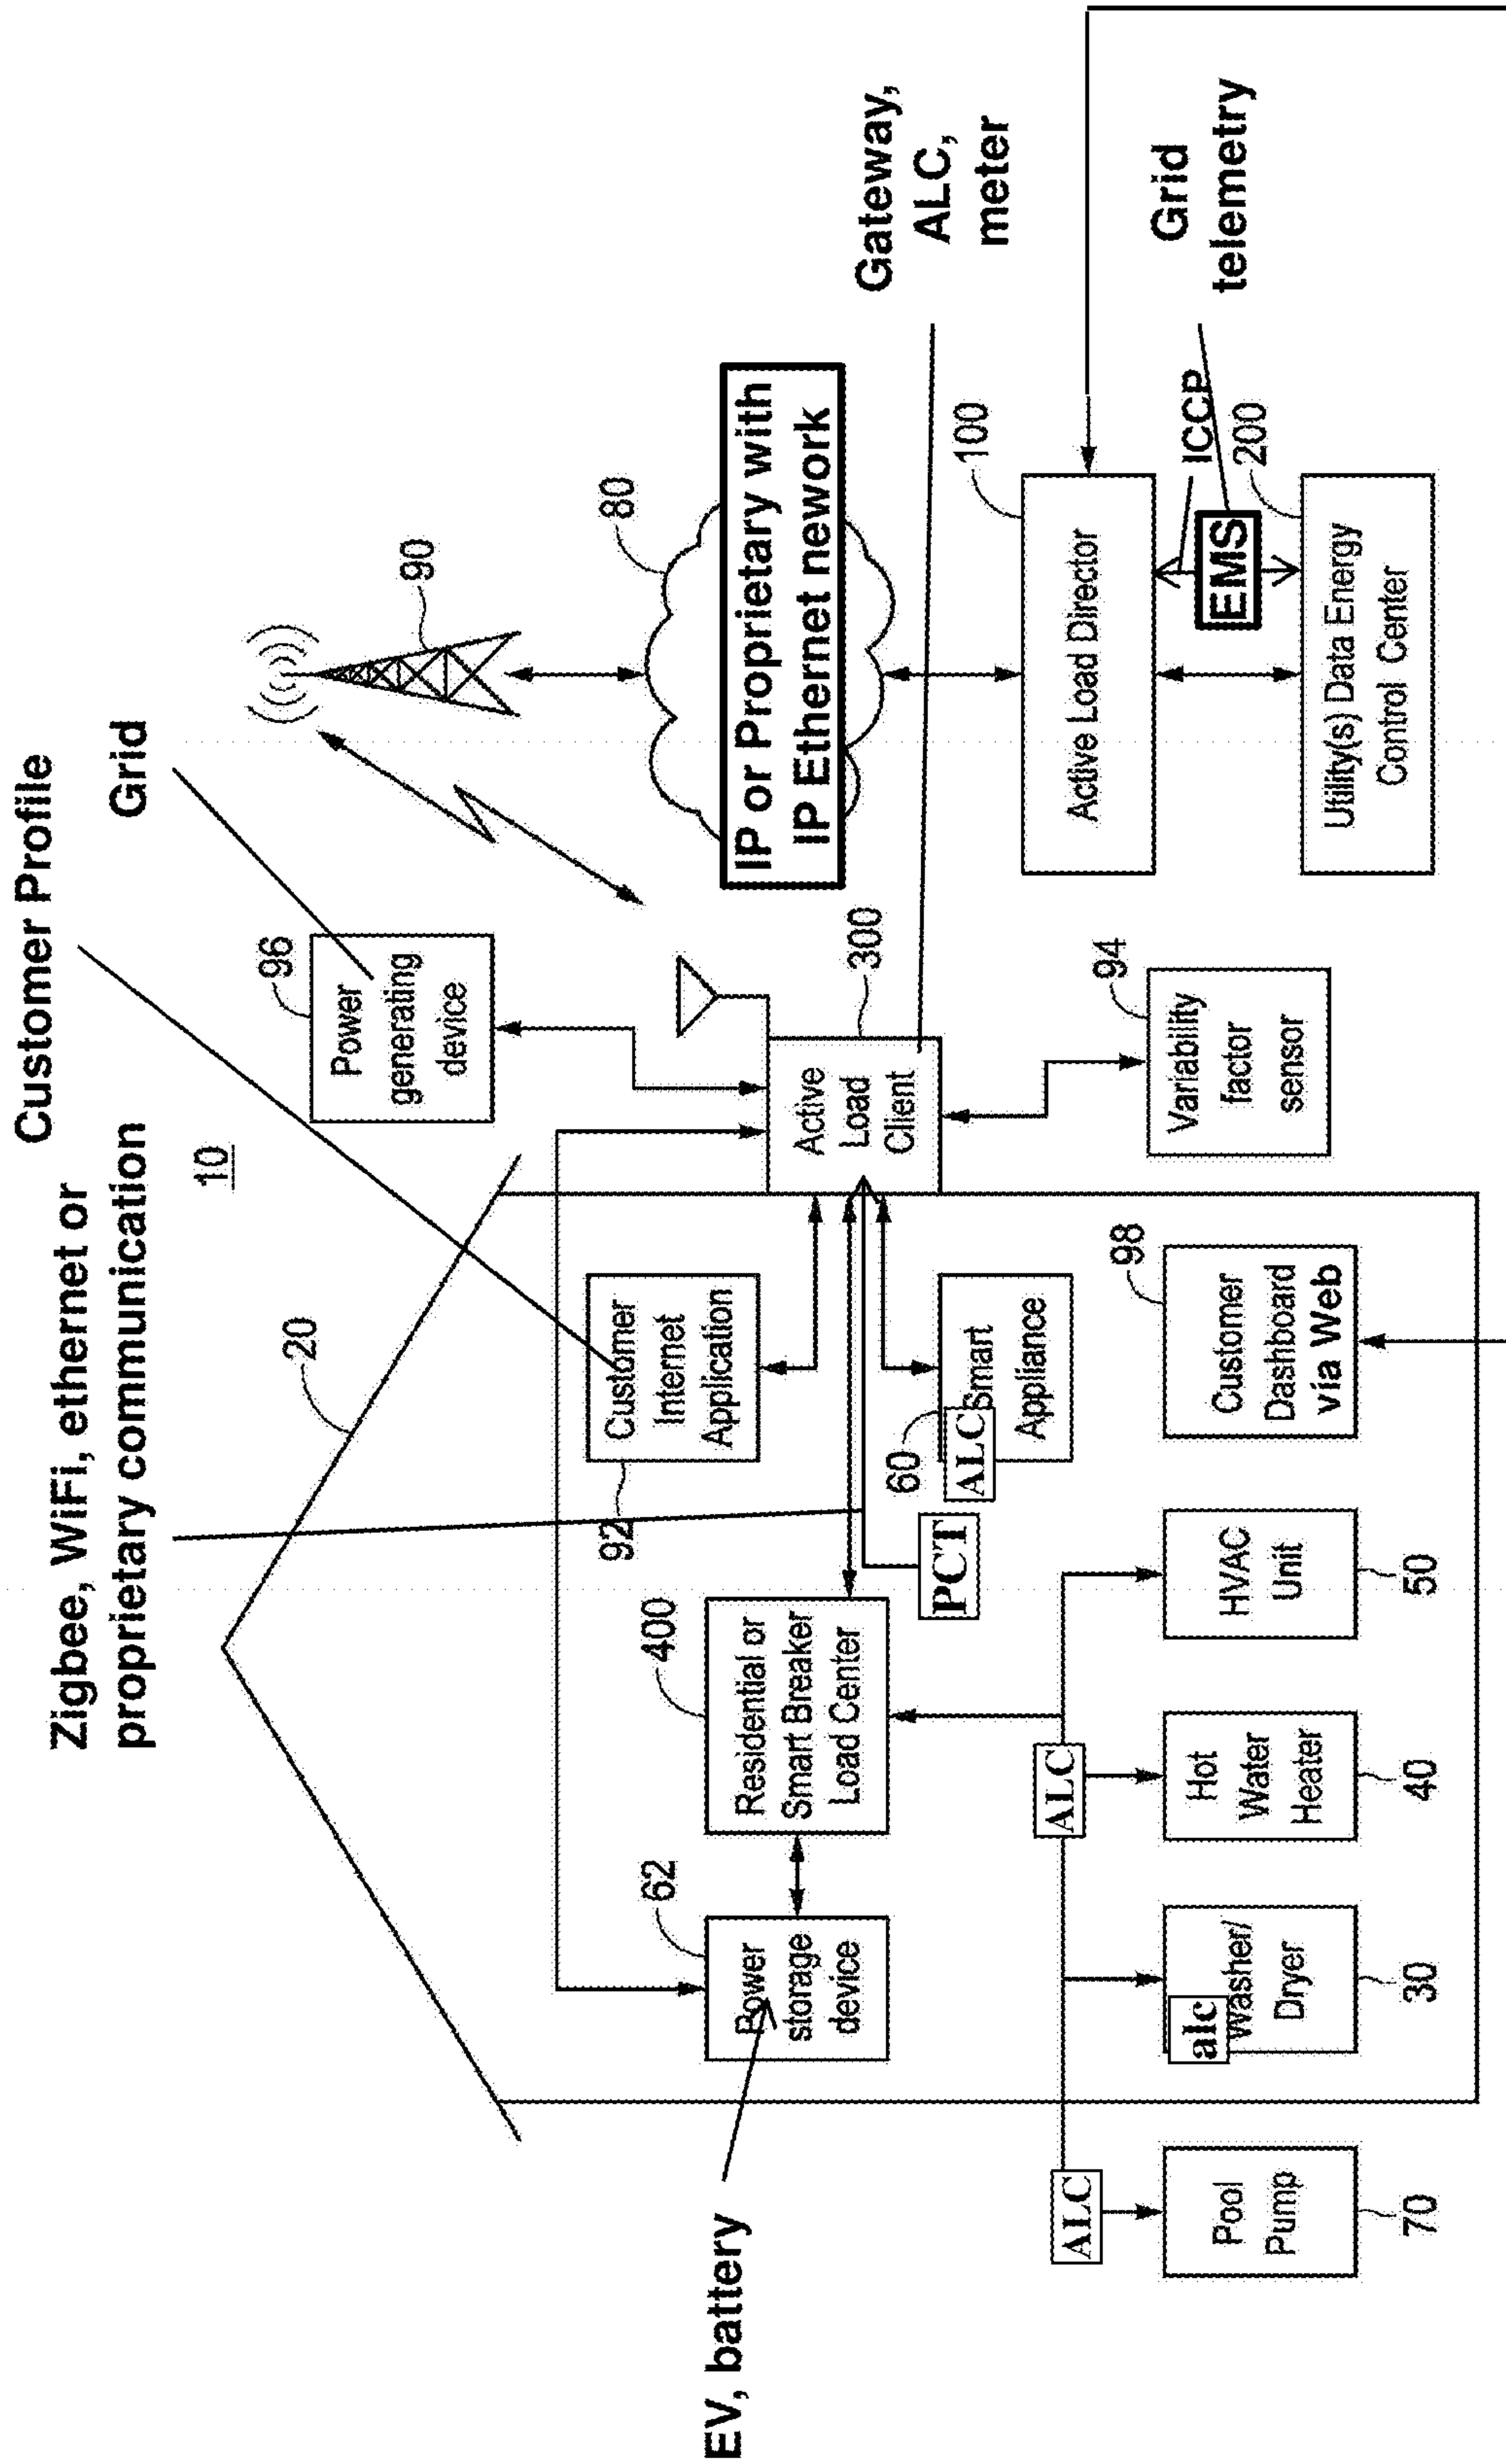 Customer Profile
Grid
Zigbee, WiFi, ethernet or
proprietary communication
10
20
96
Power
generating
device
90
80
IP or Proprietary with
IP Ethernet network
Gateway,
ALC,
meter
300
Active
Load
Client
100
Active Load Director
ICCP
Grid
telemetry
EMS
200
Utility(s) Data Energy
Control Center
94
Variability
factor
sensor
92
Customer
Internet
Application
60
ALC
Smart
Appliance
98
Customer
Dashboard
via Web
PCT
400
Residential or
Smart Breaker
Load Center
62
Power
storage
device
EV, battery
ALC
ALC
Pool
Pump
70
alc
Washer/
Dryer
30
Hot
Water
Heater
40
HVAC
Unit
50